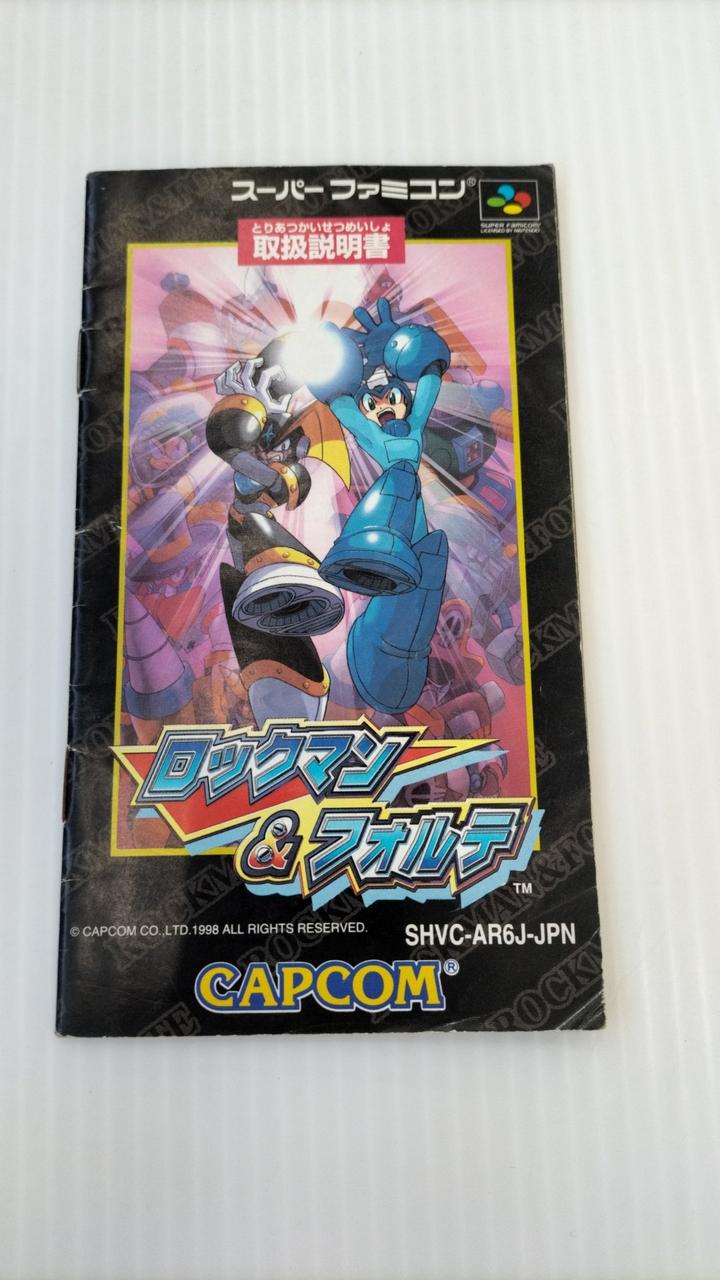 スーパーファミコン®
SUPER FAMICOM
LICENSED BY NINTENDO
とりあつかいせつめいしょ
取扱説明書
ロックマン
&フォルテ
TM
© CAPCOM CO.,LTD.1998 ALL RIGHTS RESERVED.
SHVC-AR6J-JPN
CAPCOM®